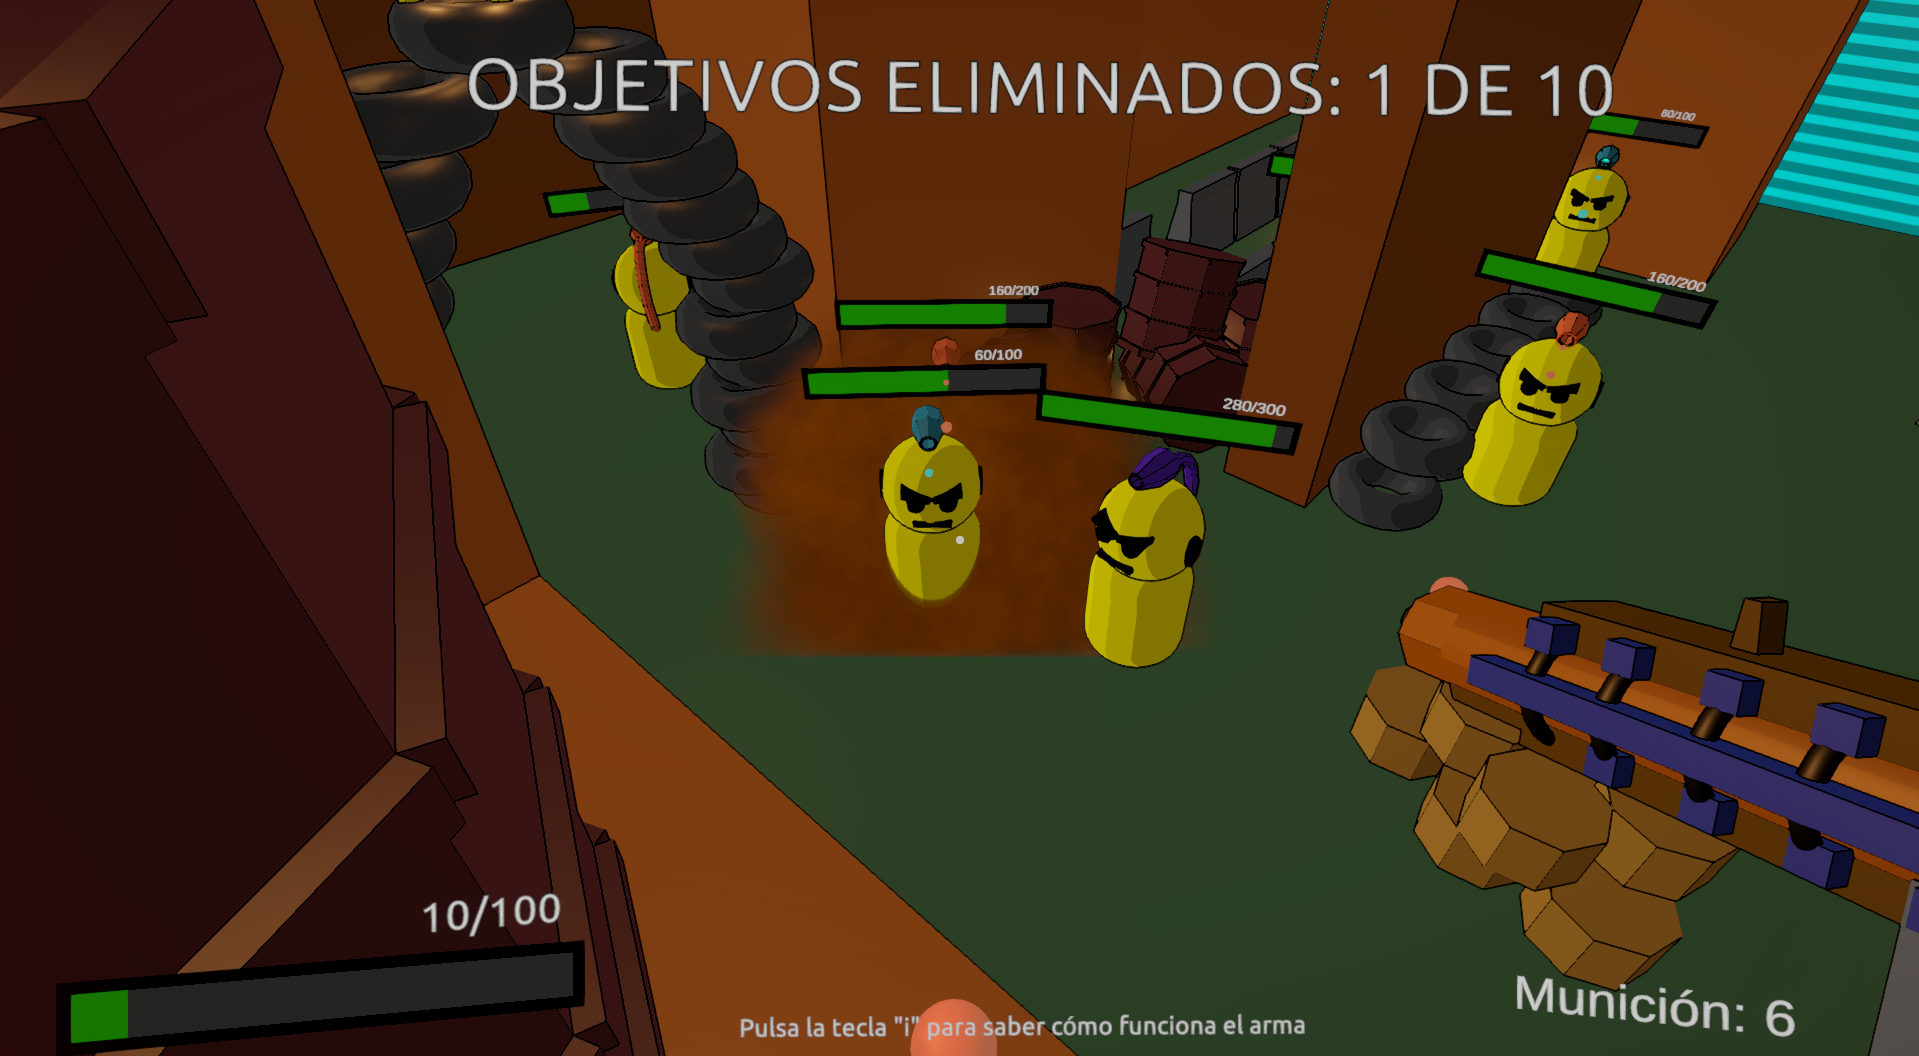 OBJETIVOS ELIMINADOS: 1 DE 10
60/100
160/200
160/200
60/100
280/300
10/100
Munición: 6
Pulsa la tecla "i" para saber cómo funciona el arma